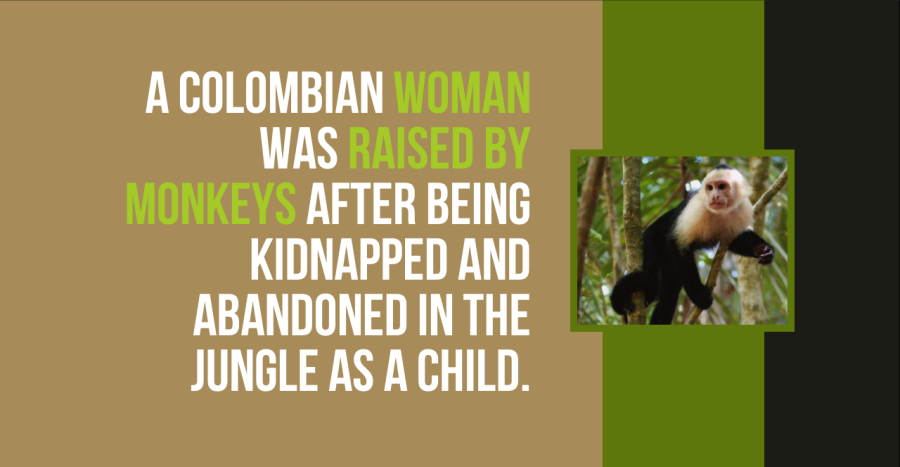 A COLOMBIAN WOMAN
WAS RAISED BY
MONKEYS AFTER BEING
KIDNAPPED AND
ABANDONED IN THE
JUNGLE AS A CHILD.